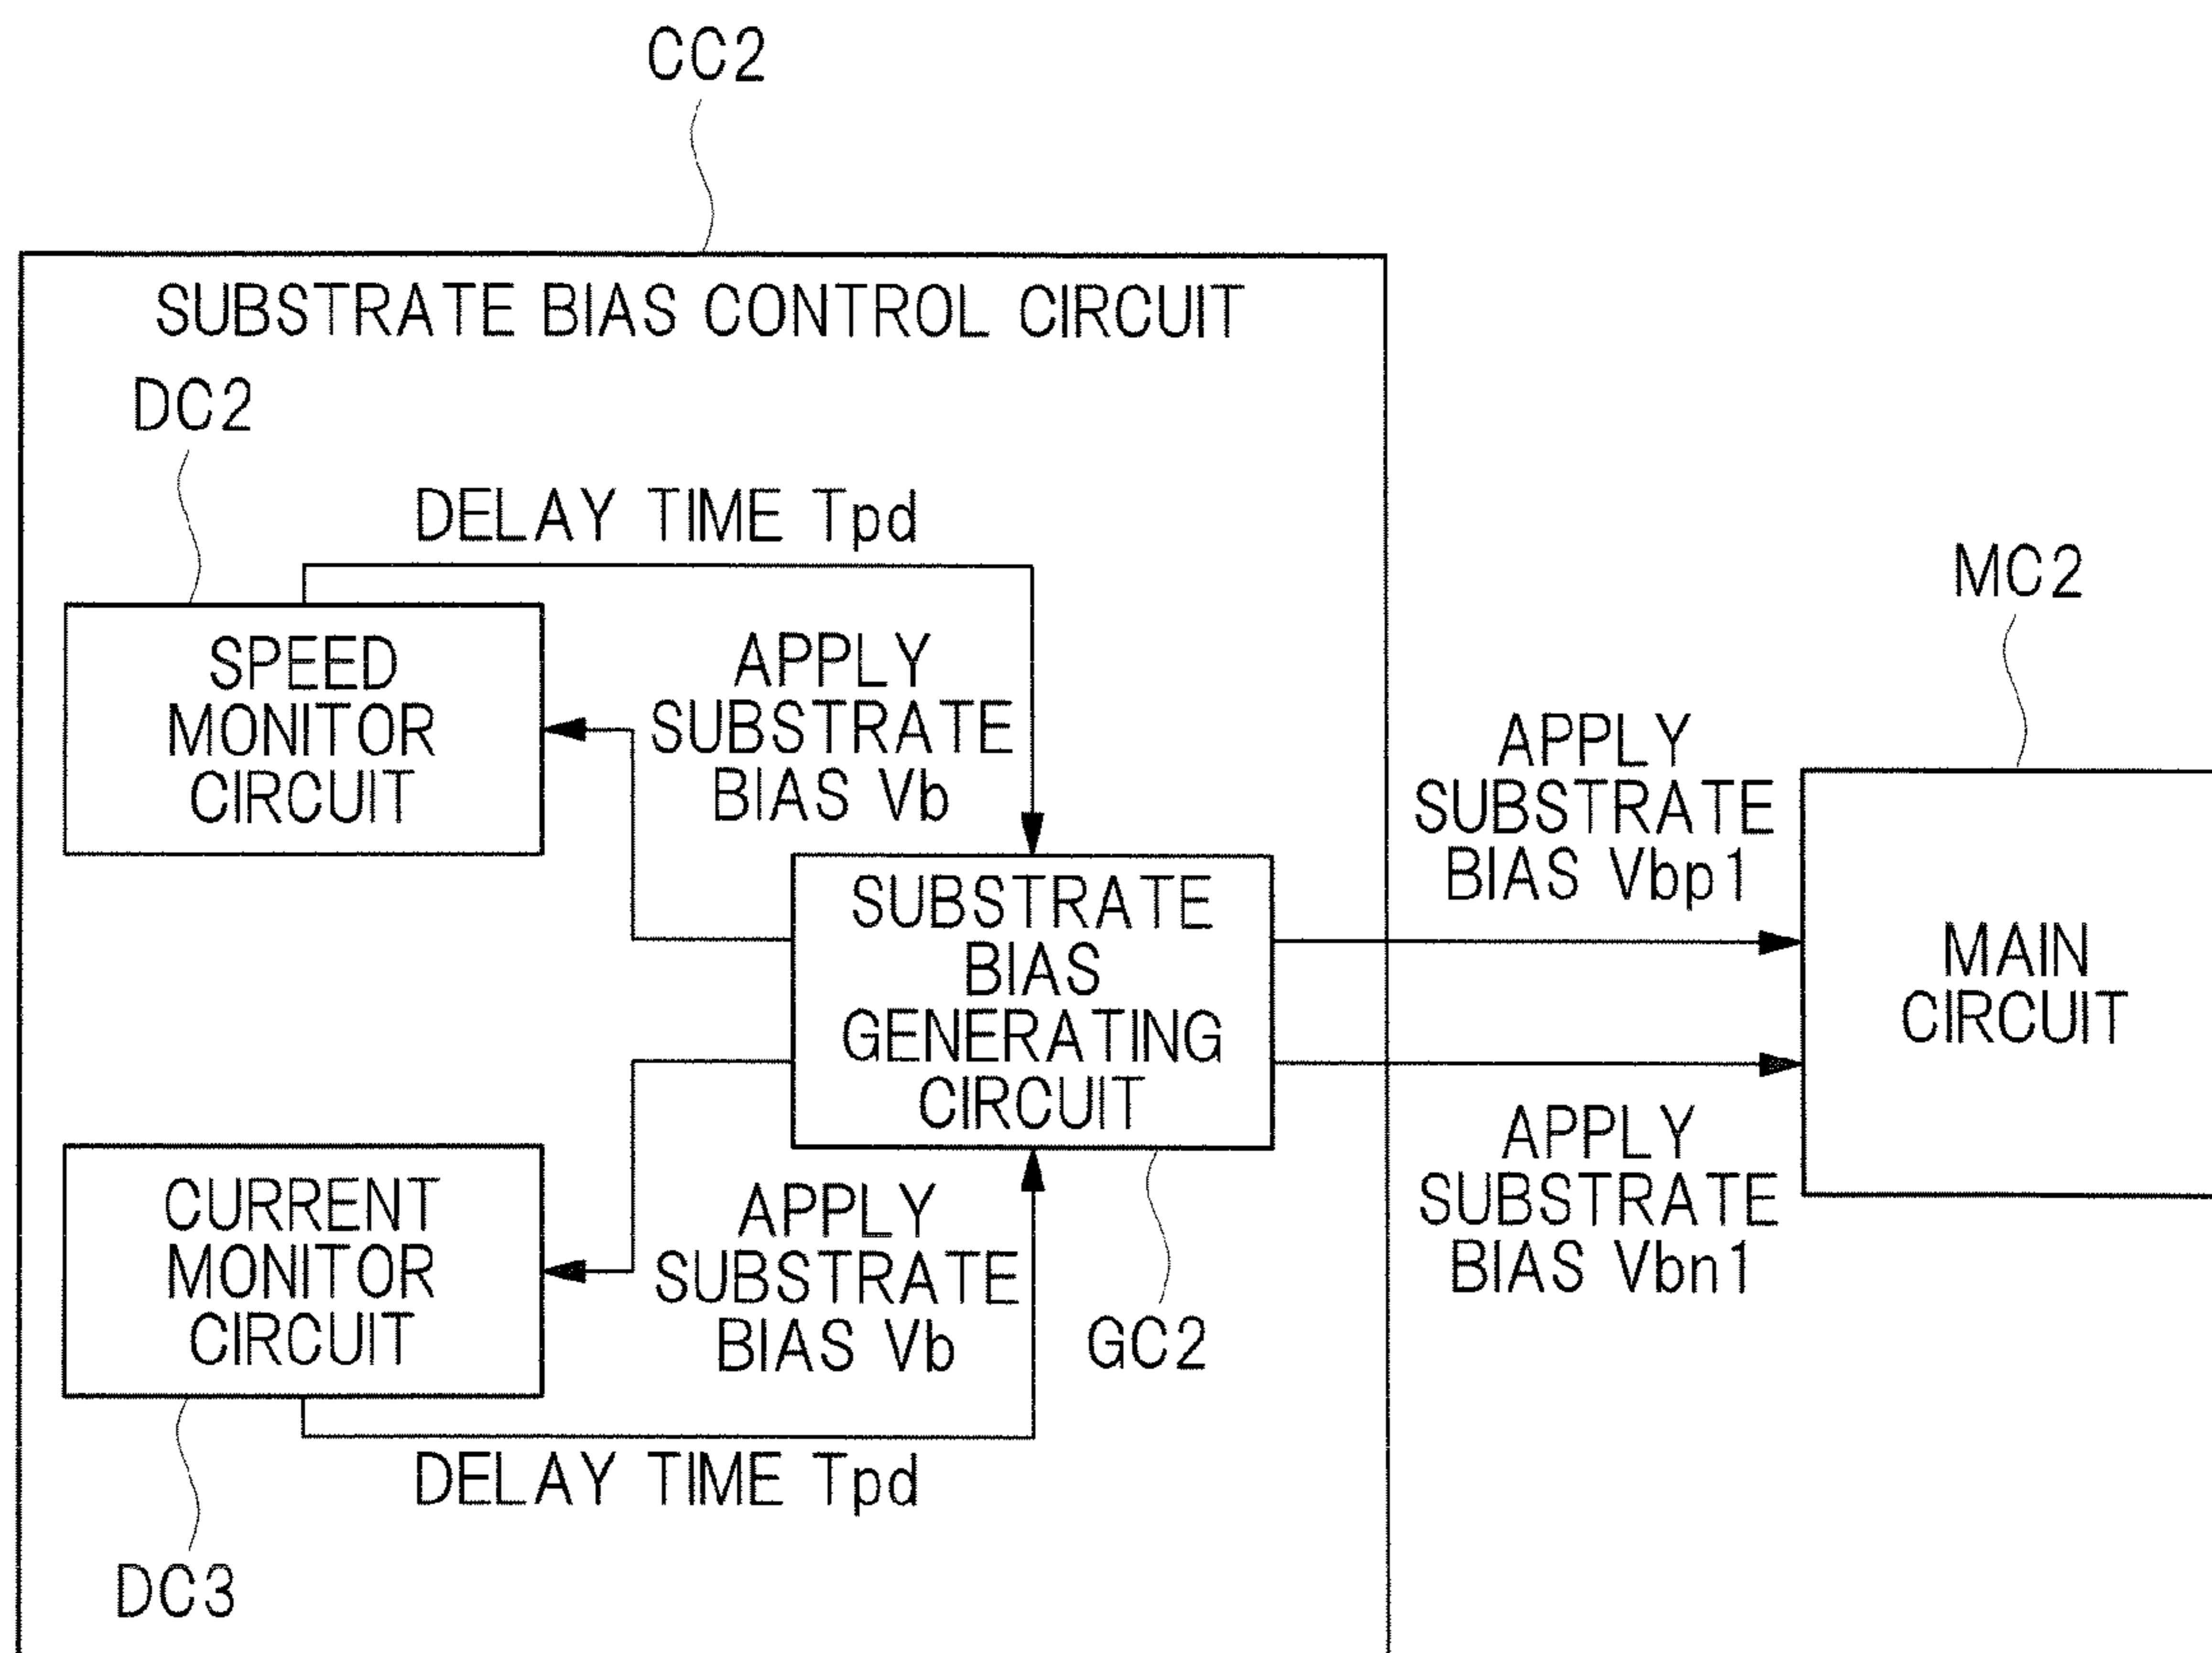 CC2
SUBSTRATE BIAS CONTROL CIRCUIT
DC2
DELAY TIME Tpd
SPEED
MONITOR
CIRCUIT
APPLY
SUBSTRATE
BIAS Vb
MC2
APPLY
SUBSTRATE
BIAS Vbp1
SUBSTRATE
BIAS
GENERATING
CIRCUIT
MAIN
CIRCUIT
APPLY
SUBSTRATE
BIAS Vbn1
CURRENT
MONITOR
CIRCUIT
APPLY
SUBSTRATE
BIAS Vb
GC2
DELAY TIME Tpd
DC3